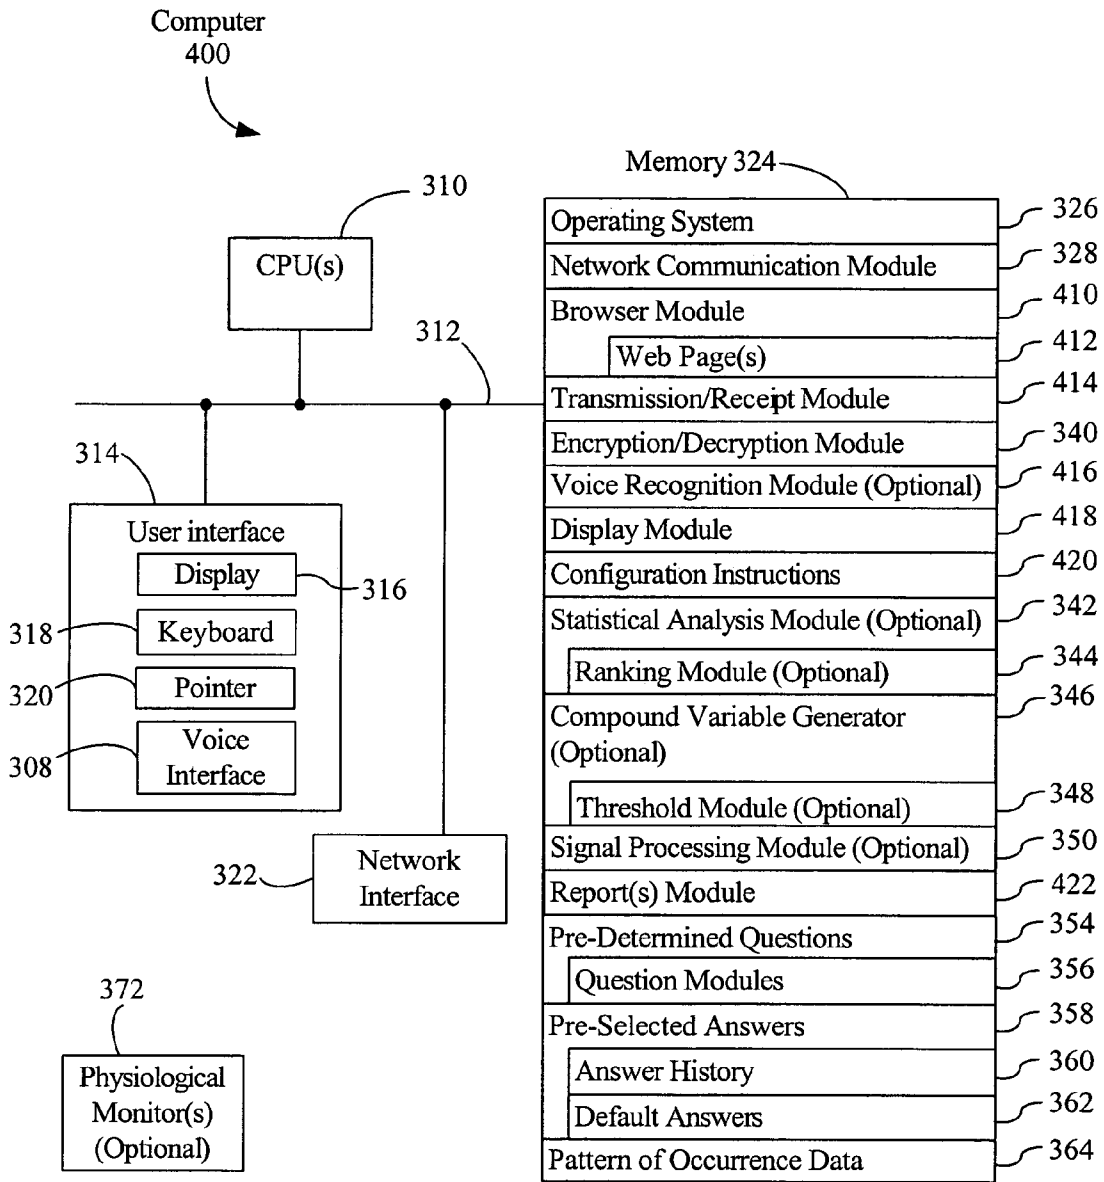 Computer
400
310
CPU(s)
312
314
User interface
Display
316
318
Keyboard
320
Pointer
308
Voice
Interface
322
Network
Interface
372
Physiological
Monitor(s)
(Optional)
Memory 324
Operating System
326
Network Communication Module
328
Browser Module
410
Web Page(s)
412
Transmission/Receipt Module
414
Encryption/Decryption Module
340
Voice Recognition Module (Optional)
416
Display Module
418
Configuration Instructions
420
Statistical Analysis Module (Optional)
342
Ranking Module (Optional)
344
Compound Variable Generator
(Optional)
346
Threshold Module (Optional)
348
Signal Processing Module (Optional)
350
Report(s) Module
422
Pre-Determined Questions
354
Question Modules
356
Pre-Selected Answers
358
Answer History
360
Default Answers
362
Pattern of Occurrence Data
364